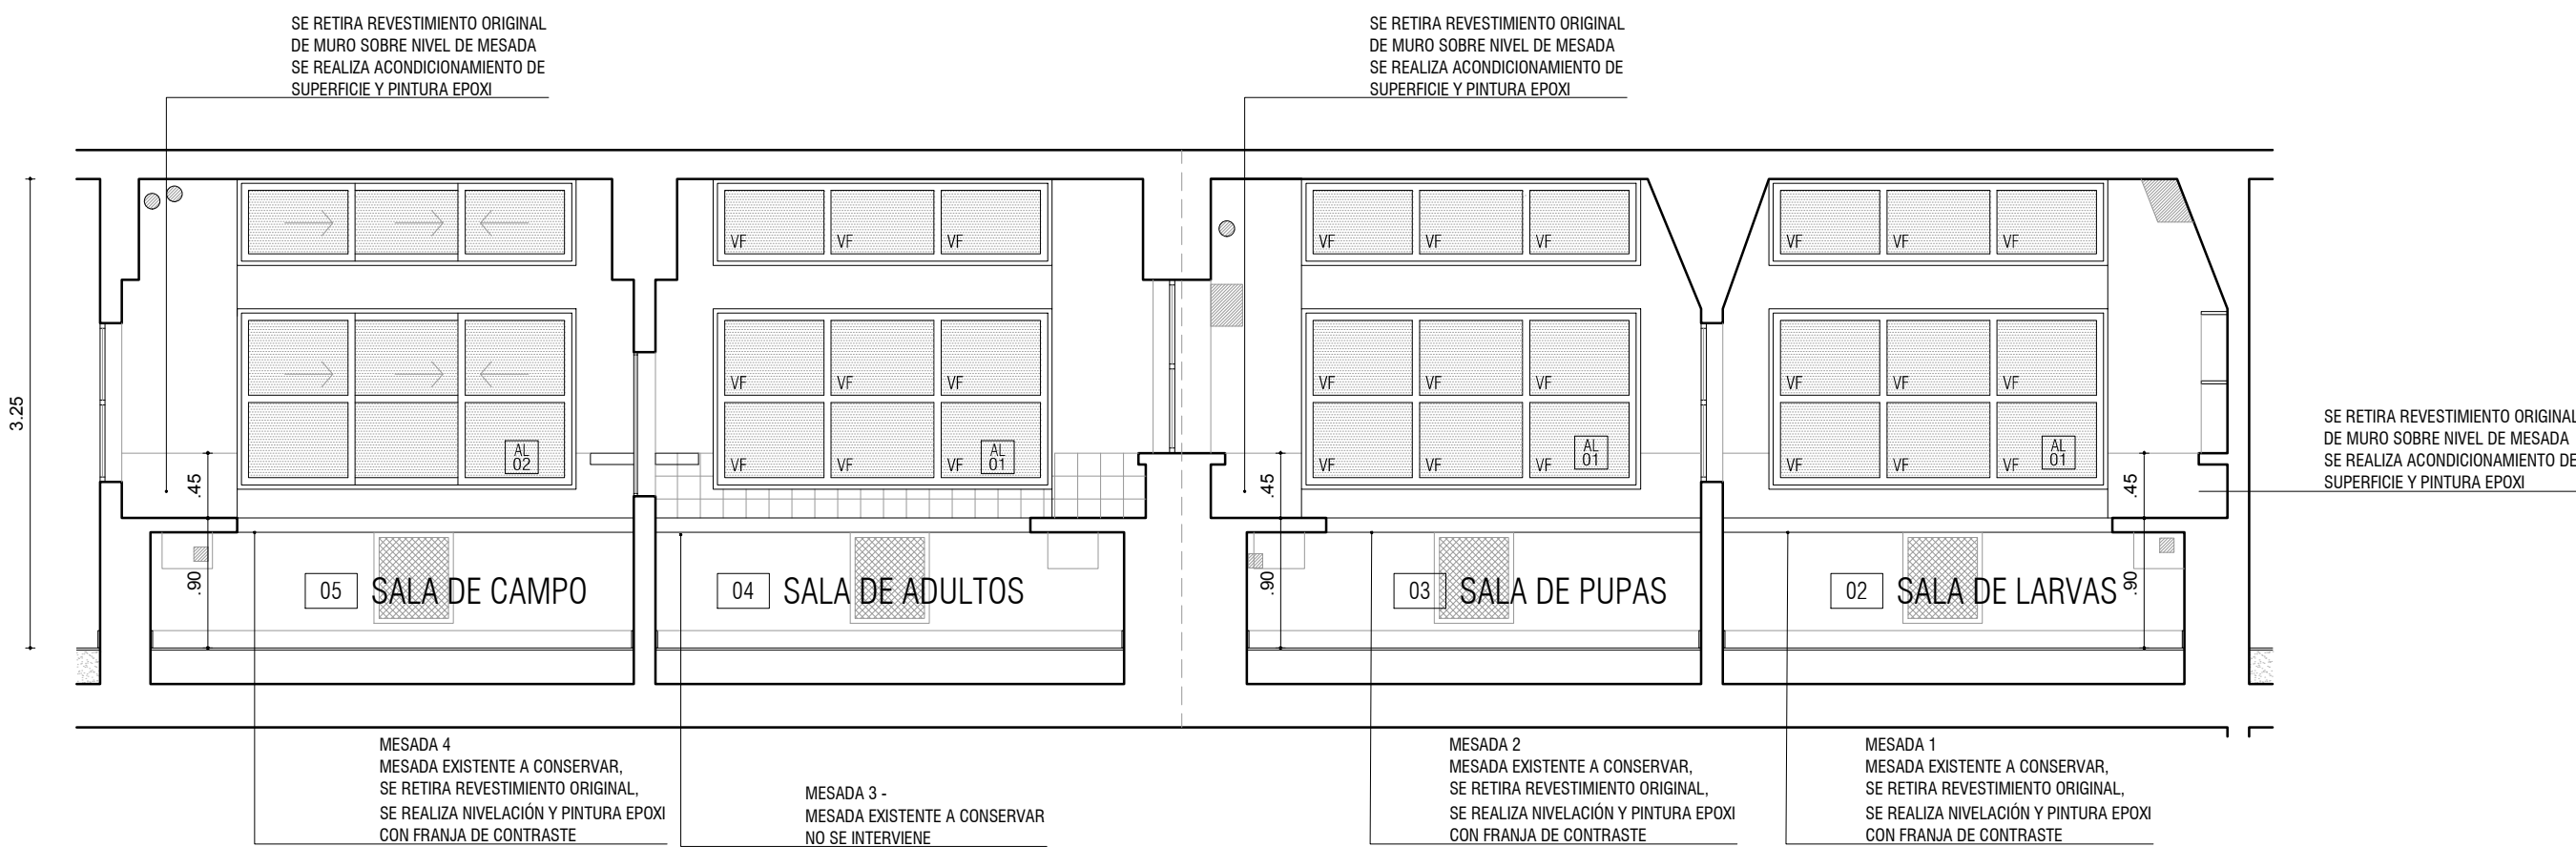 SE RETIRA REVESTIMIENTO ORIGINAL
DE MURO SOBRE NIVEL DE MESADA
SE REALIZA ACONDICIONAMIENTO DE
SUPERFICIE Y PINTURA EPOXI
SE RETIRA REVESTIMIENTO ORIGINAL
DE MURO SOBRE NIVEL DE MESADA
SE REALIZA ACONDICIONAMIENTO DE
SUPERFICIE Y PINTURA EPOXI
VF VF VF
VF VF VF
VF VF VF
VF VF VF
VF VF VF
VF VF VF
3.25
SE RETIRA REVESTIMIENTO ORIGINAL
DE MURO SOBRE NIVEL DE MESADA
SE REALIZA ACONDICIONAMIENTO DE
SUPERFICIE Y PINTURA EPOXI
AL
02
VF VF VF
AL
01
VF VF VF
AL
01
VF VF VF
AL
01
.45
.45
.45
.90
.90
.90
05 SALA DE CAMPO
04 SALA DE ADULTOS
03 SALA DE PUPAS
02 SALA DE LARVAS
MESADA 4
MESADA EXISTENTE A CONSERVAR,
SE RETIRA REVESTIMIENTO ORIGINAL,
SE REALIZA NIVELACIÓN Y PINTURA EPOXI
CON FRANJA DE CONTRASTE
MESADA 3 -
MESADA EXISTENTE A CONSERVAR
NO SE INTERVIENE
MESADA 2
MESADA EXISTENTE A CONSERVAR,
SE RETIRA REVESTIMIENTO ORIGINAL,
SE REALIZA NIVELACIÓN Y PINTURA EPOXI
CON FRANJA DE CONTRASTE
MESADA 1
MESADA EXISTENTE A CONSERVAR,
SE RETIRA REVESTIMIENTO ORIGINAL,
SE REALIZA NIVELACIÓN Y PINTURA EPOXI
CON FRANJA DE CONTRASTE